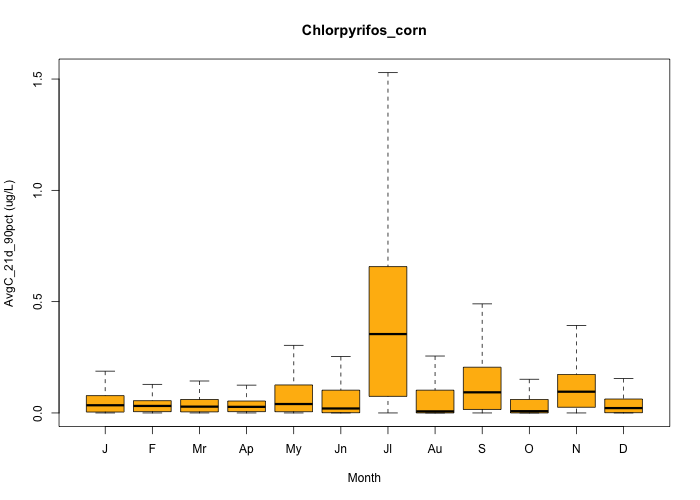 Chlorpyrifos_corn
AvgC_21d_90pct (ug/L)
1.5
1.0
0.5
0.0
J F Mr Ap My Jn Jl Au S O N D
Month